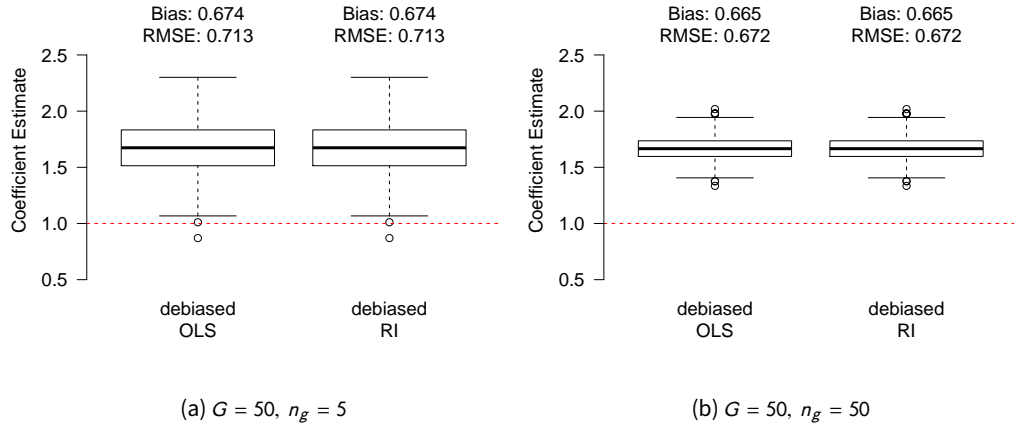 Bias: 0.674
RMSE: 0.713
Bias: 0.674
RMSE: 0.713
Coefficient Estimate
2.5
2.0
1.5
1.0
0.5
debiased
OLS
debiased
RI
(a) G = 50, n_g = 5
Bias: 0.665
RMSE: 0.672
Bias: 0.665
RMSE: 0.672
Coefficient Estimate
2.5
2.0
1.5
1.0
0.5
debiased
OLS
debiased
RI
(b) G = 50, n_g = 50